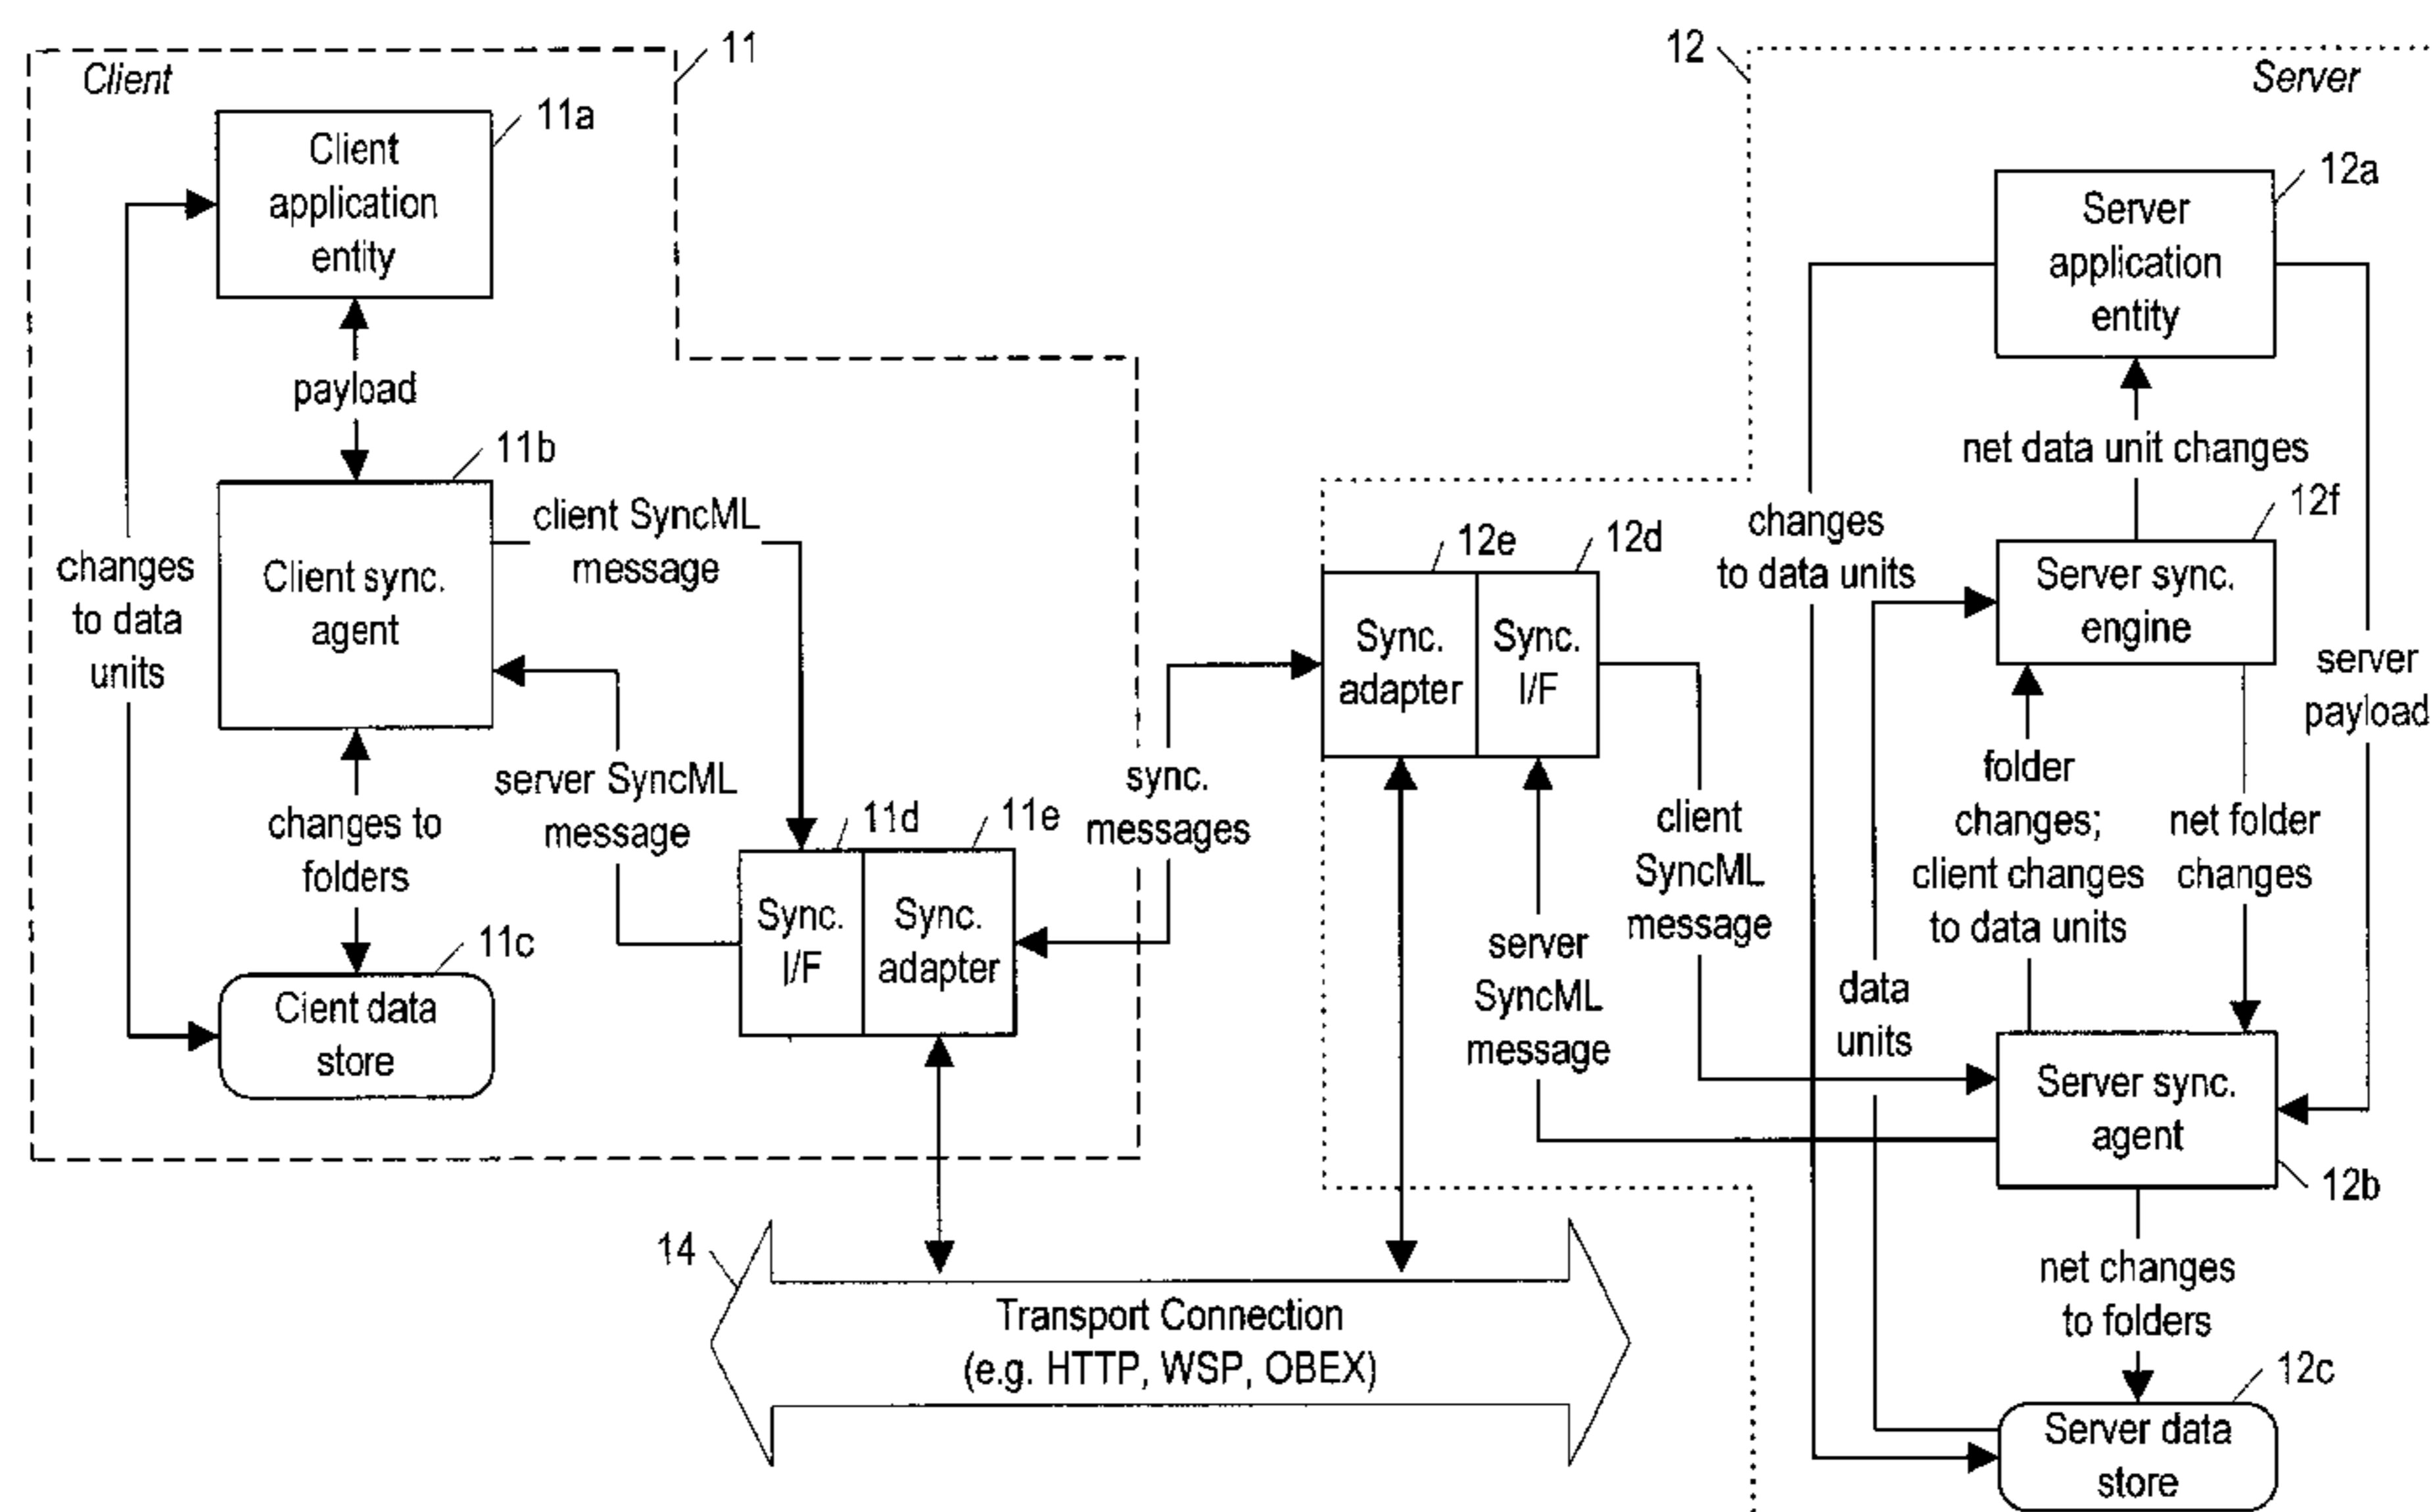 Client
11
Client
application
entity
11a
payload
changes
to data
units
Client sync.
agent
11b
client SyncML
message
server SyncML
message
changes to
folders
Cient data
store
11c
Sync.
I/F
11d
Sync.
adapter
11e
sync.
messages
12
Server
Server
application
entity
12a
net data unit changes
changes
to data units
Server sync.
engine
12f
server
payload
Sync.
adapter
12e
Sync.
I/F
12d
folder
changes;
client changes
to data units
net folder
changes
client
SyncML
message
server
SyncML
message
data
units
Server sync.
agent
12b
net changes
to folders
Server data
store
12c
14
Transport Connection
(e.g. HTTP, WSP, OBEX)